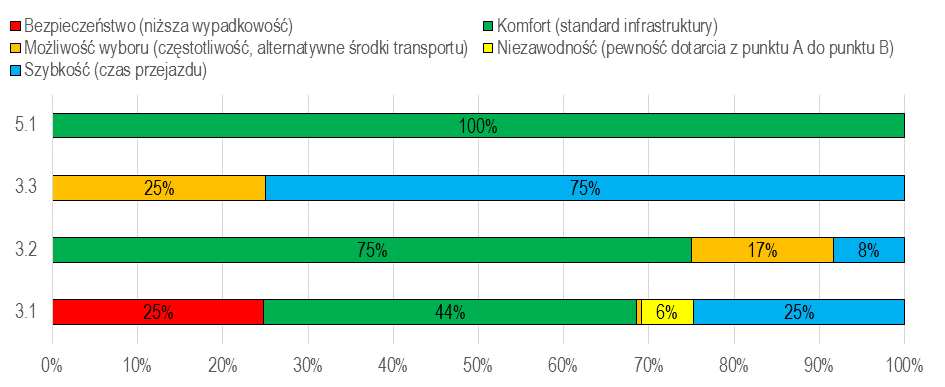 Bezpieczeństwo (niższa wypadkowość) Komfort (standard infrastruktury)
Możliwość wyboru (częstotliwość, alternatywne środki transportu) Niezawodność (pewność dotarcia z punktu A do punktu B)
Szybkość (czas przejazdu)
5.1 100%
3.3 25% 75%
3.2 75% 17% 8%
3.1 25% 44% 6% 25%
0% 10% 20% 30% 40% 50% 60% 70% 80% 90% 100%